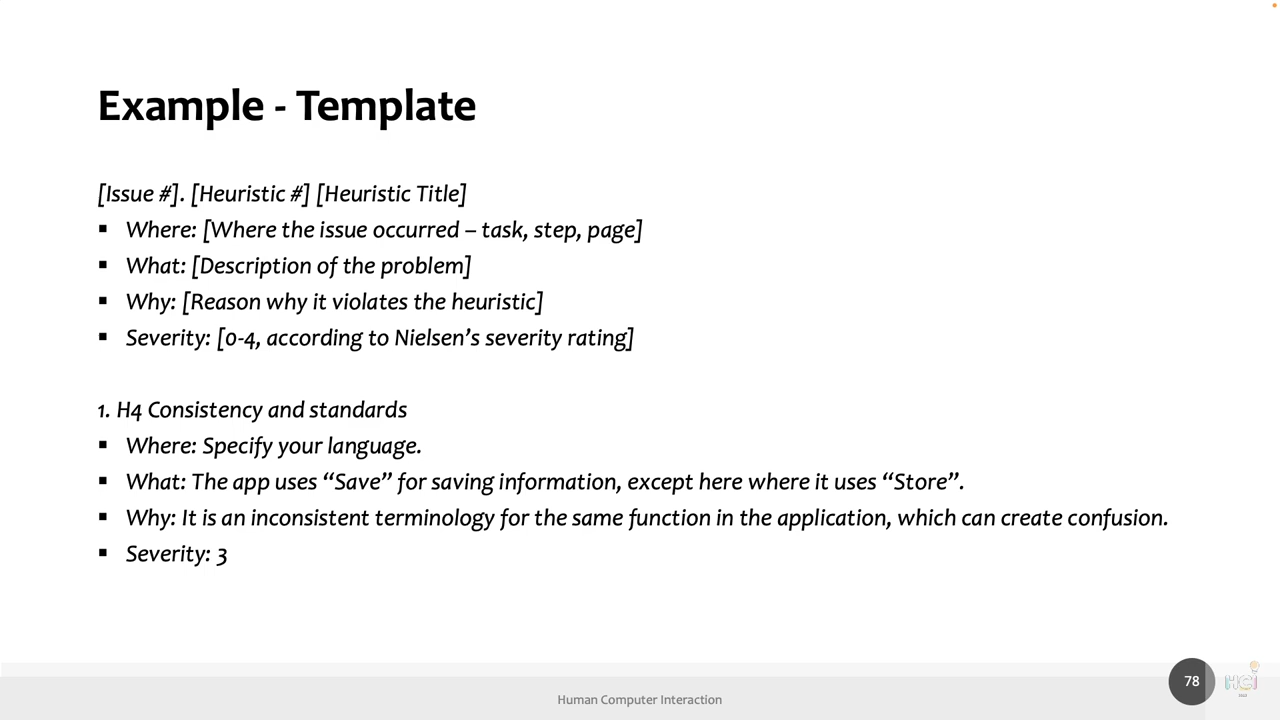 Example - Template
[Issue #]. [Heuristic #] [Heuristic Title]
▪ Where: [Where the issue occurred – task, step, page]
▪ What: [Description of the problem]
▪ Why: [Reason why it violates the heuristic]
▪ Severity: [0-4, according to Nielsen’s severity rating]
1. H4 Consistency and standards
▪ Where: Specify your language.
▪ What: The app uses “Save” for saving information, except here where it uses “Store”.
▪ Why: It is an inconsistent terminology for the same function in the application, which can create confusion.
▪ Severity: 3
Human Computer Interaction
78
HCI